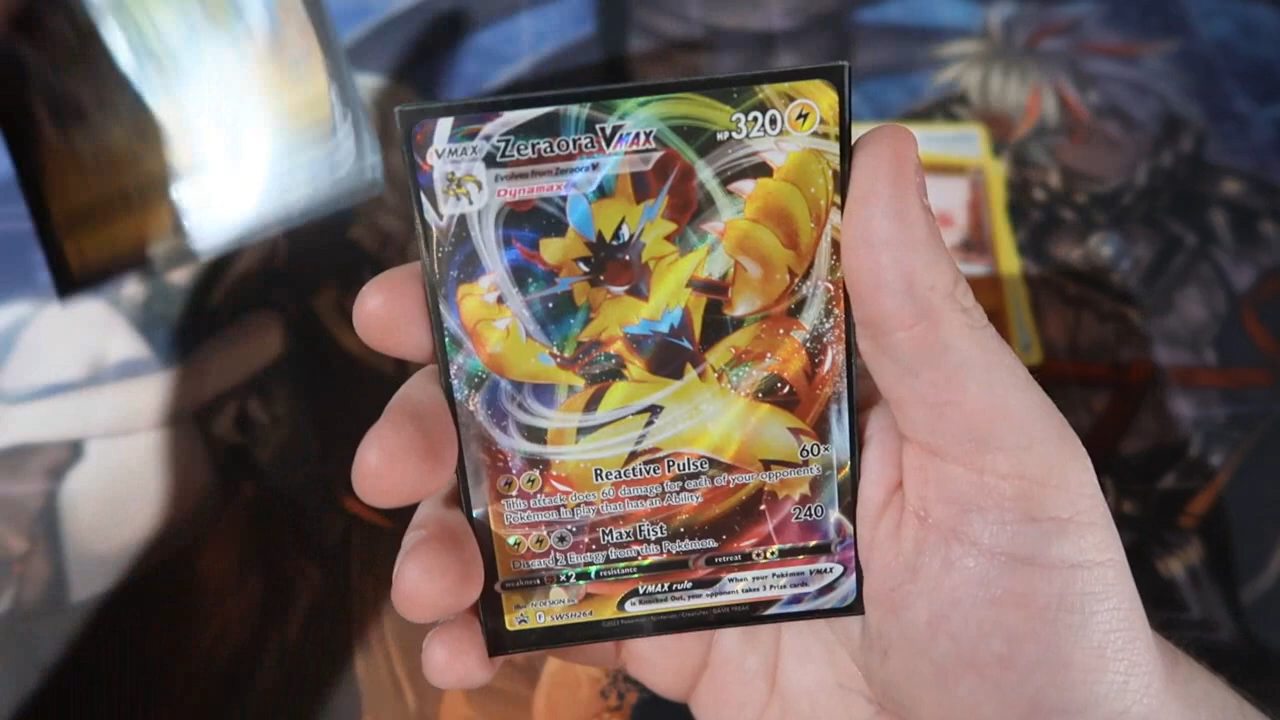 VMAX Zeraora VMAX HP 320
Evolves from Zeraora V
Dynamax
Reactive Pulse 60×
This attack does 60 damage for each of your opponent's
Pokémon in play that has an Ability.
Max Fist 240
Discard 2 Energy from this Pokémon.
weakness ×2 resistance retreat
VMAX rule When your Pokémon VMAX
is Knocked Out, your opponent takes 3 Prize cards.
Illus. N-DESIGN Inc.
F SWSH264